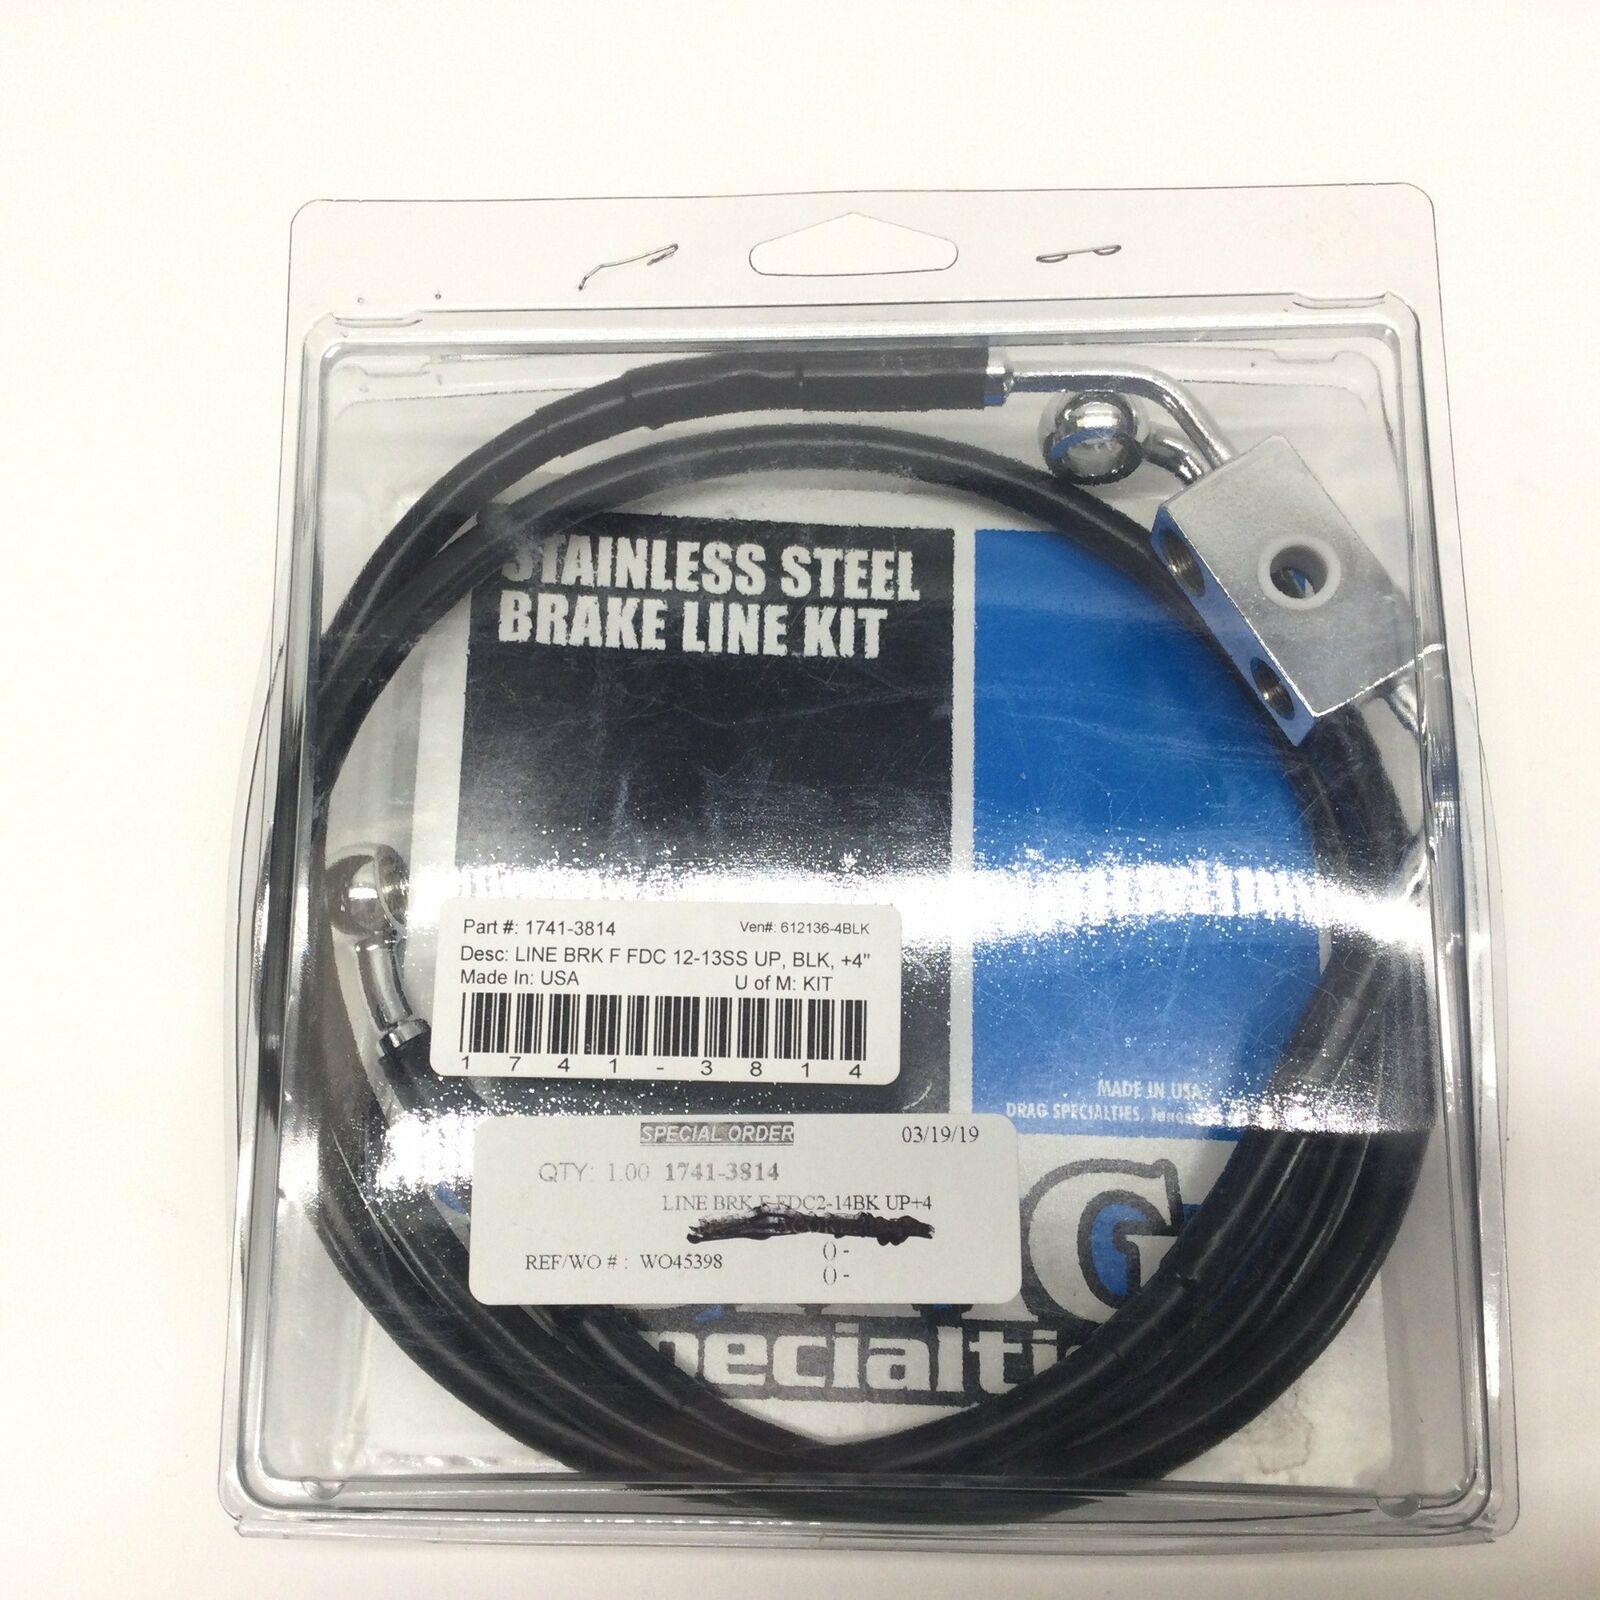 STAINLESS STEEL
BRAKE LINE KIT
Part #: 1741-3814 Ven#: 612136-4BLK
Desc: LINE BRK F FDC 12-13SS UP, BLK, +4"
Made In: USA U of M: KIT
1741-3814
MADE IN USA
DRAG SPECIALTIES,
SPECIAL ORDER 03/19/19
QTY: 1.00 1741-3814
LINE BRK F FDC2-14BK UP+4
() -
REF/WO # : WO45398
() -